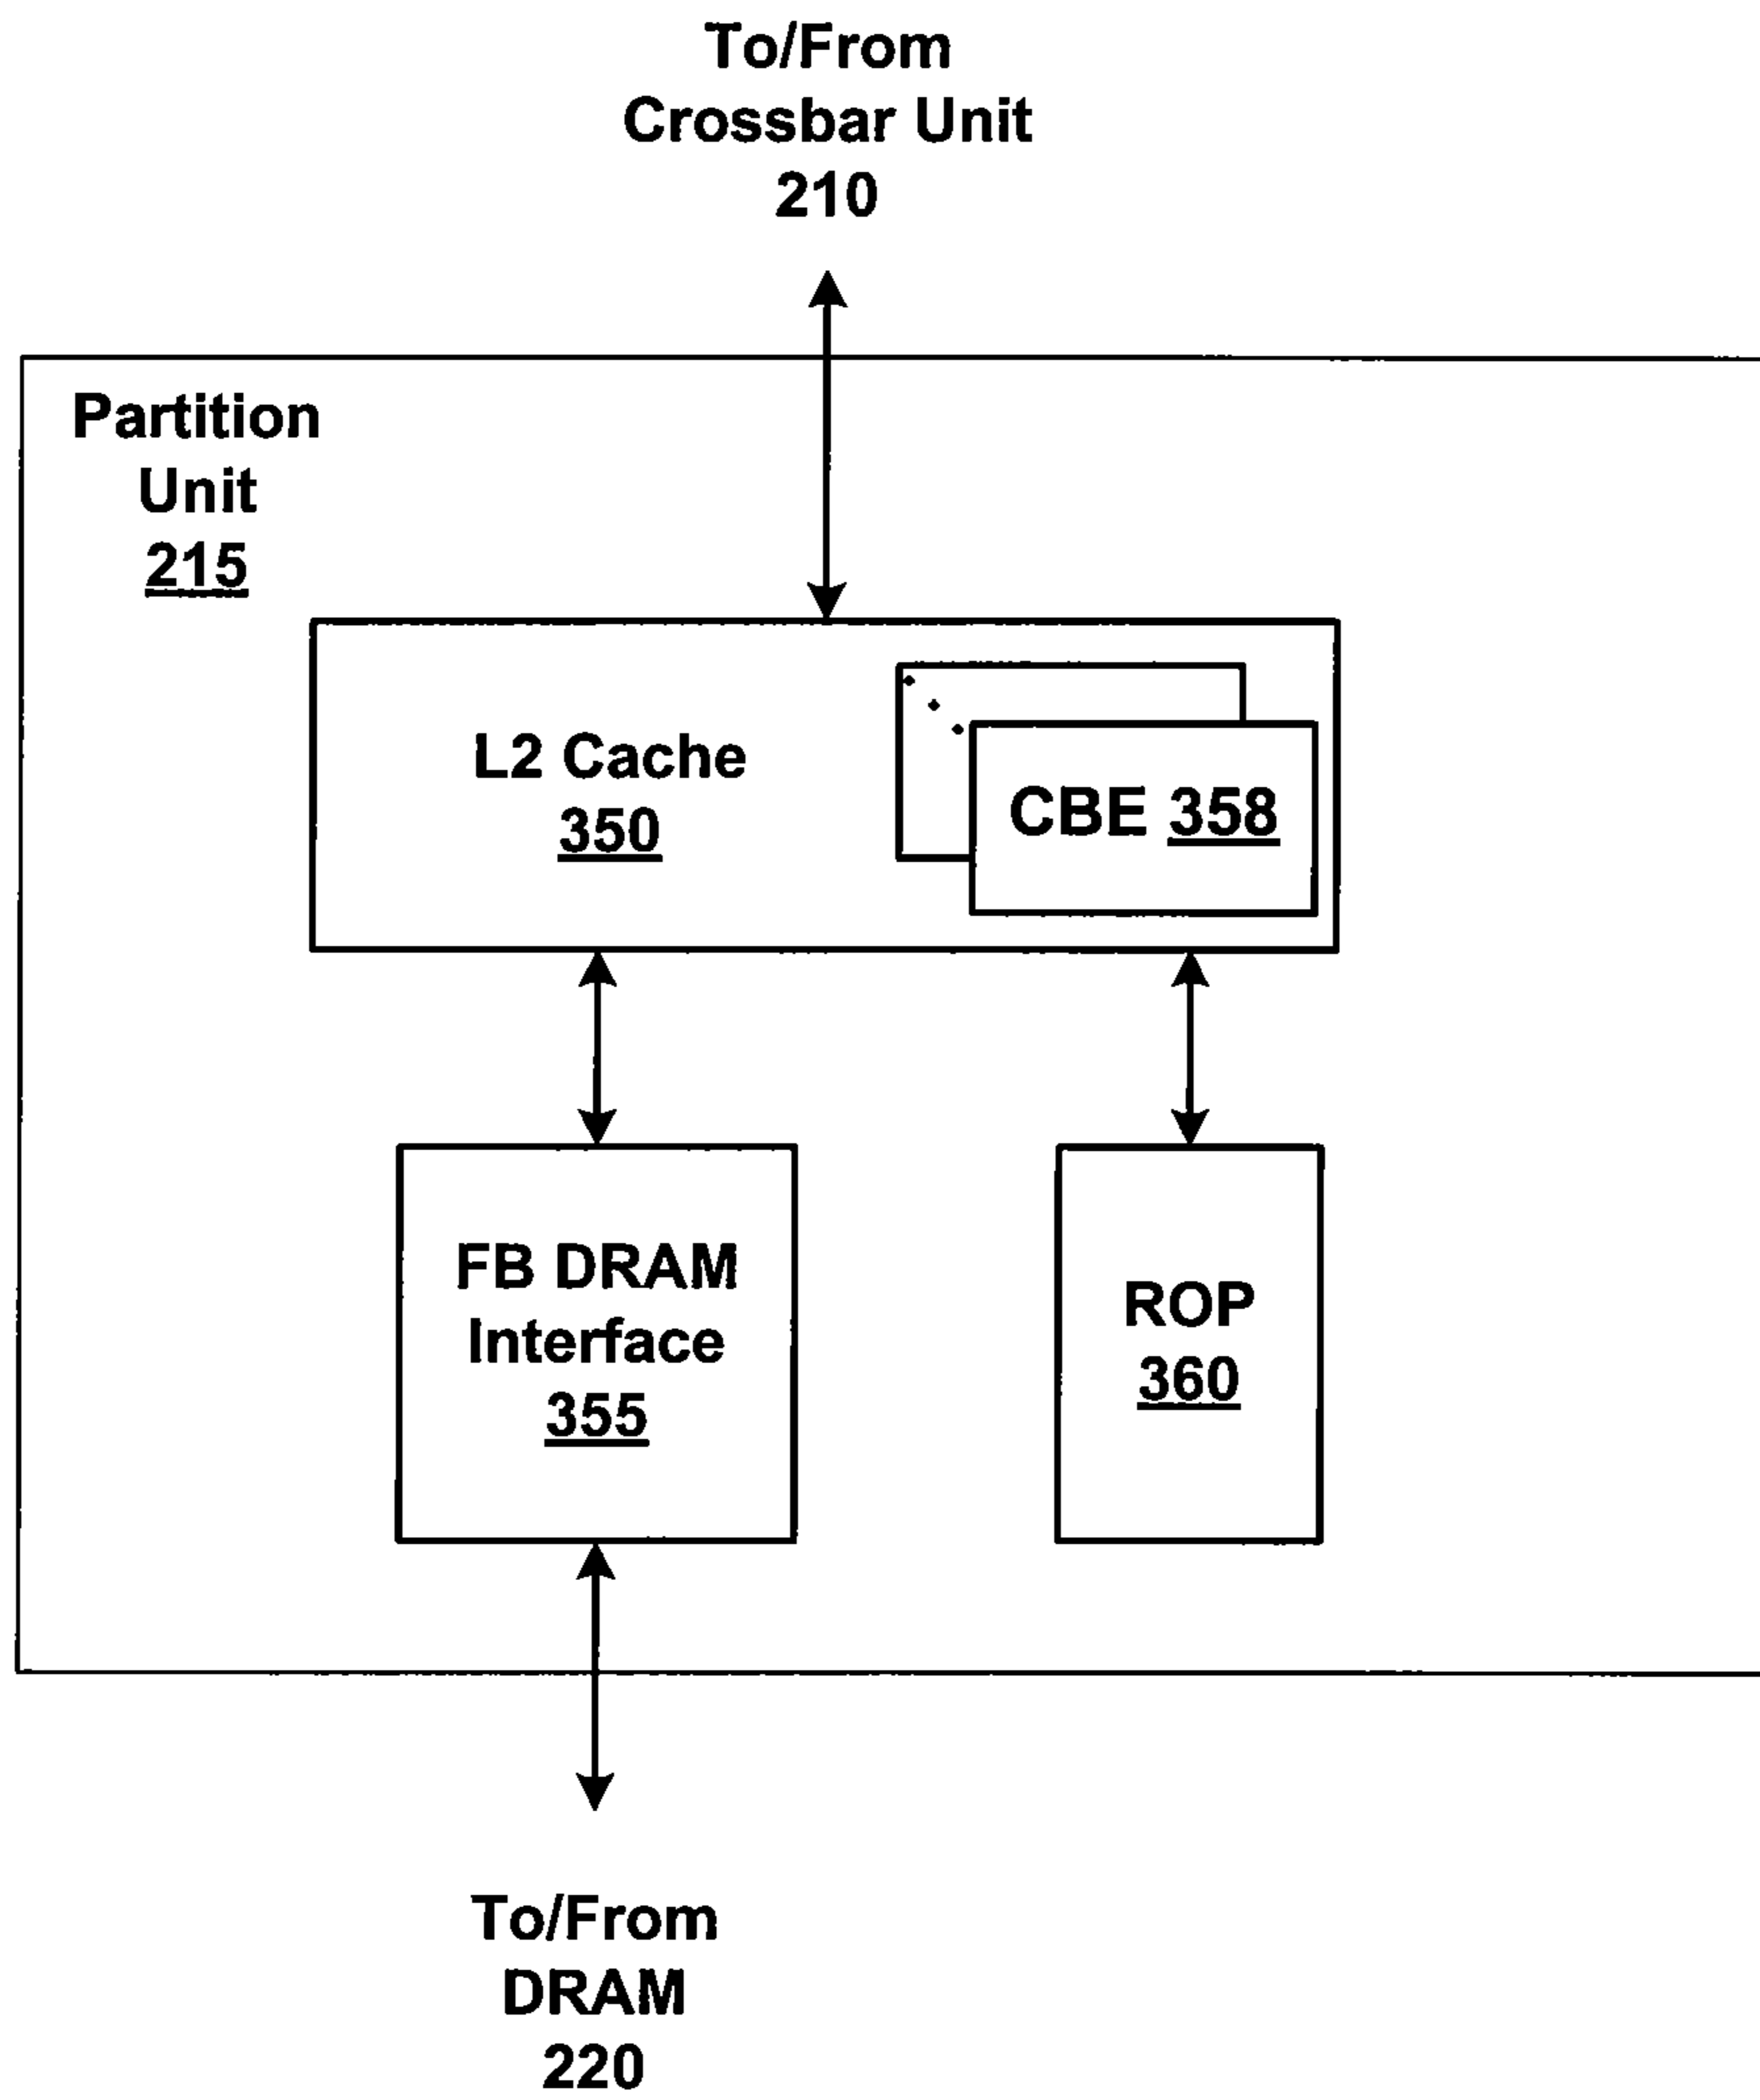 To/From
Crossbar Unit
210
Partition
Unit
215
L2 Cache
350
CBE 358
FB DRAM
Interface
355
ROP
360
To/From
DRAM
220